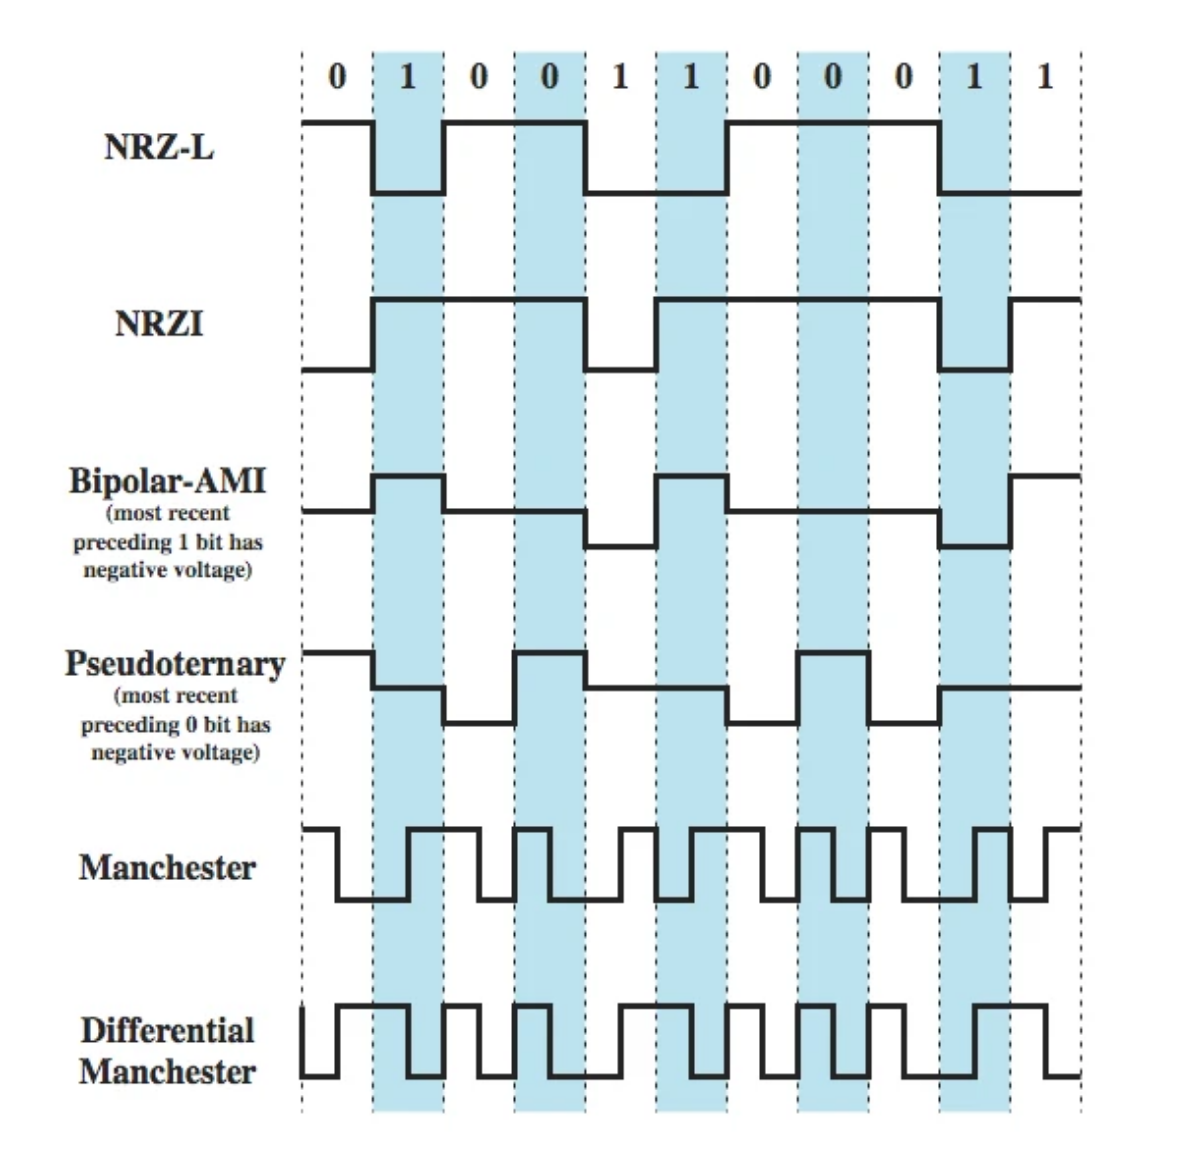 0 1 0 0 1 1 0 0 0 1 1
NRZ-L
NRZI
Bipolar-AMI
(most recent
preceding 1 bit has
negative voltage)
Pseudoternary
(most recent
preceding 0 bit has
negative voltage)
Manchester
Differential
Manchester